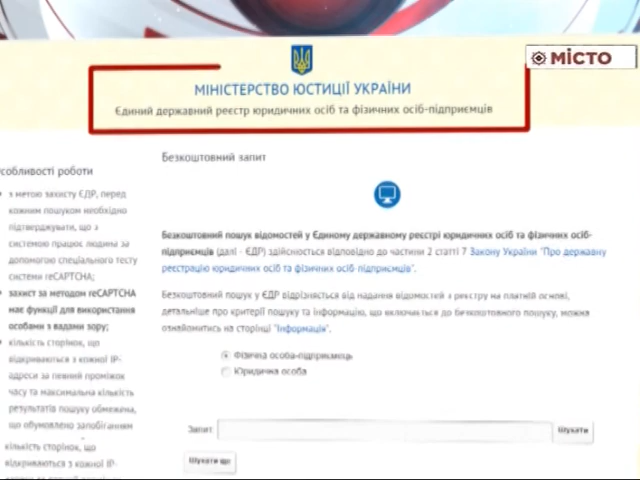 МІСТО
МІНІСТЕРСТВО ЮСТИЦІЇ УКРАЇНИ
Єдиний державний реєстр юридичних осіб та фізичних осіб-підприємців
собливості роботи
з метою захисту ЄДР, перед
кожним пошуком необхідно
підтверджувати, що з
системою працює людина за
допомогою спеціального тесту
системи reCAPTCHA;
захист за методом reCAPTCHA
має функції для використання
особами з вадами зору;
кількість сторінок, що
відкриваються з кожної IP-
адреси за певний проміжок
часу та максимальна кількість
результатів пошуку обмежена,
що обумовлено запобіганням
кількість сторінок, що
відкриваються з кожної IP-
Безкоштовний запит
Безкоштовний пошук відомостей у Єдиному державному реєстрі юридичних осіб та фізичних осіб-
підприємців (далі - ЄДР) здійснюється відповідно до частини 2 статті 7 Закону України "Про державну
реєстрацію юридичних осіб та фізичних осіб-підприємців".
Безкоштовний пошук у ЄДР відрізняється від надання відомостей з реєстру на платній основі,
детальніше про критерії пошуку та інформацію, що включається до безкоштовного пошуку, можна
ознайомитись на сторінці "Інформація".
Фізична особа-підприємець
Юридична особа
Запит
Шукати
Шукати ще